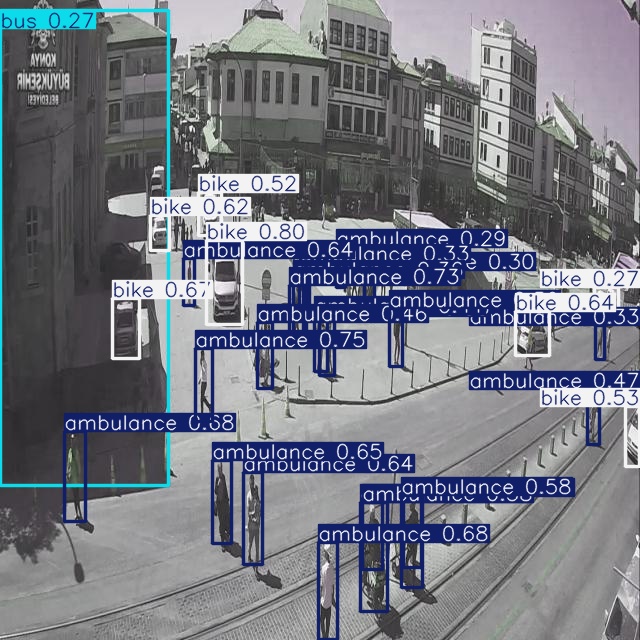 bus 0.27
KONYA
BÜYÜKŞEHİR
BELEDİYESİ
bike 0.52
bike 0.62
bike 0.80
ambulance 0.29
ambulance 0.64
0.33
0.30
ambulance 0.73
bike 0.27
bike 0.67
bike 0.64
ambulance
ambulance 0.46
ambulance 0.33
ambulance 0.75
ambulance 0.47
bike 0.53
ambulance 0.68
ambulance 0.65
ambulance 0.64
ambulance 0.58
ambulance 0.68